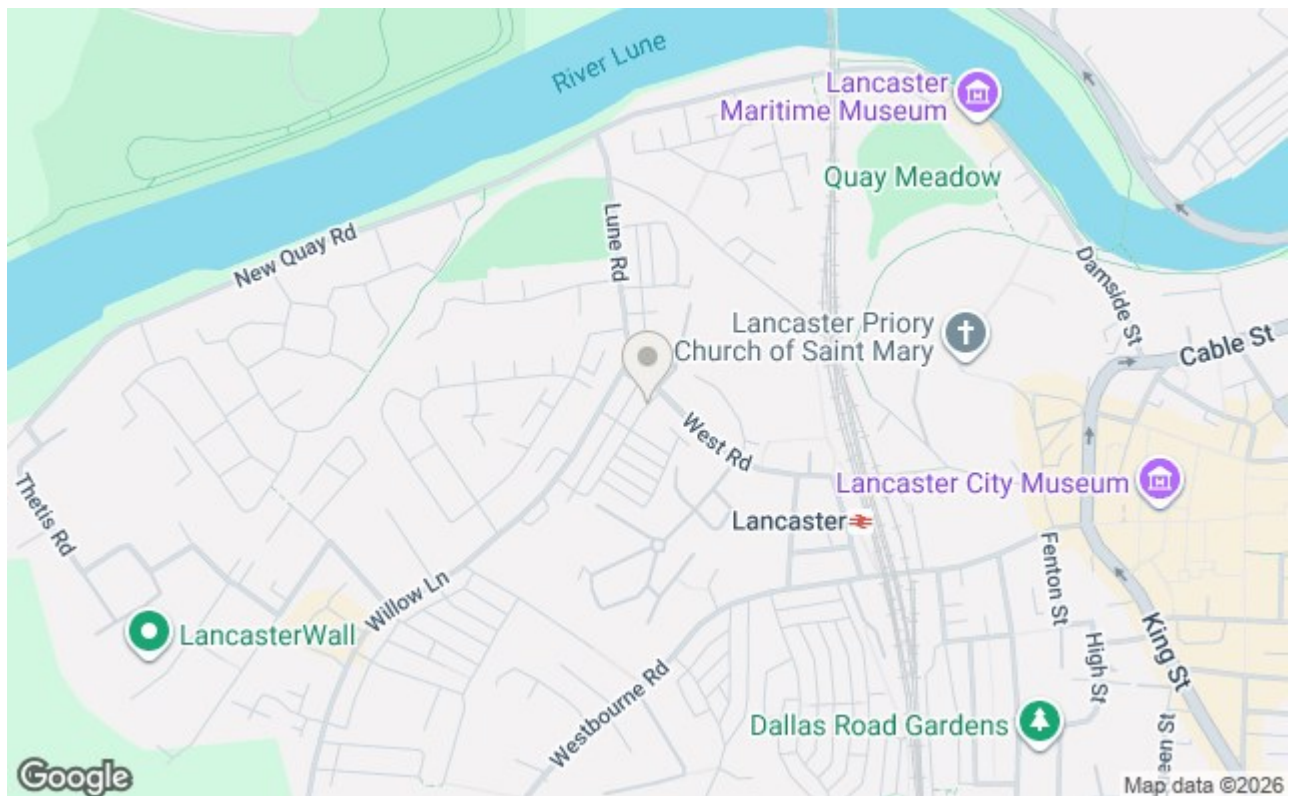 River Lune
Lancaster
Maritime Museum
Quay Meadow
New Quay Rd
Lune Rd
Damside St
Lancaster Priory
Church of Saint Mary
Cable St
West Rd
Lancaster City Museum
Thetis Rd
Lancaster
Fenton St
Willow Ln
LancasterWall
King St
High St
Westbourne Rd
Dallas Road Gardens
Google
Map data ©2026